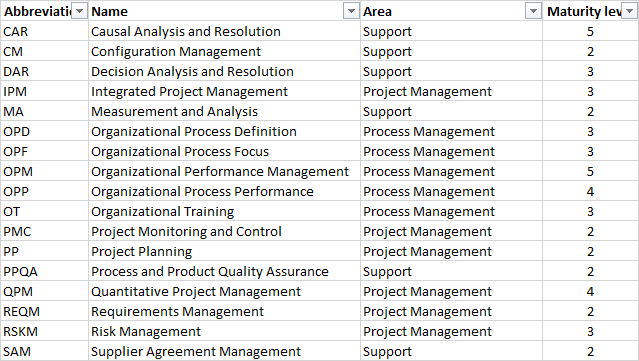 Abbreviatio Name Area Maturity lev
CAR Causal Analysis and Resolution Support 5
CM Configuration Management Support 2
DAR Decision Analysis and Resolution Support 3
IPM Integrated Project Management Project Management 3
MA Measurement and Analysis Support 2
OPD Organizational Process Definition Process Management 3
OPF Organizational Process Focus Process Management 3
OPM Organizational Performance Management Process Management 5
OPP Organizational Process Performance Process Management 4
OT Organizational Training Process Management 3
PMC Project Monitoring and Control Project Management 2
PP Project Planning Project Management 2
PPQA Process and Product Quality Assurance Support 2
QPM Quantitative Project Management Project Management 4
REQM Requirements Management Project Management 2
RSKM Risk Management Project Management 3
SAM Supplier Agreement Management Support 2